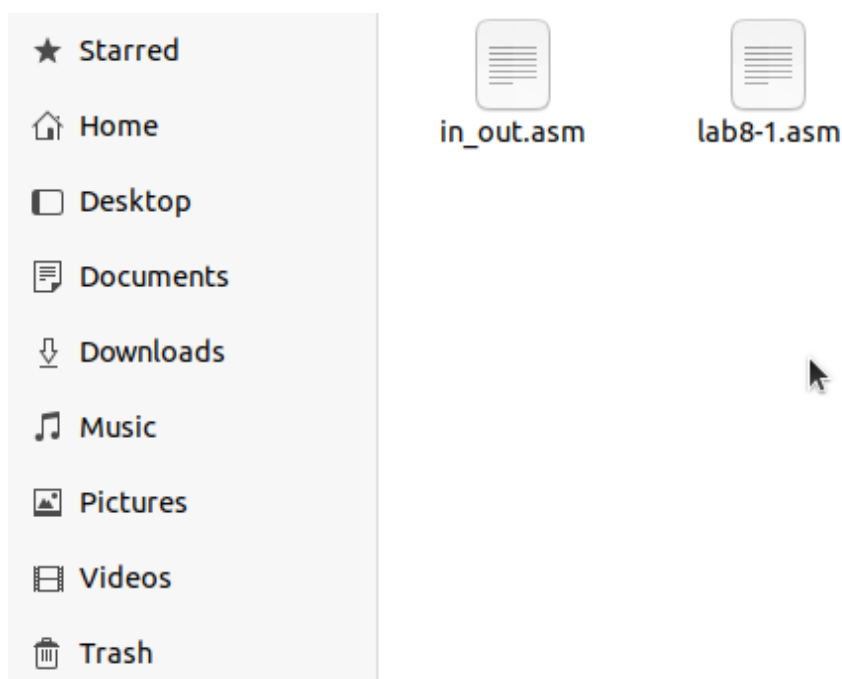 Starred
Home
Desktop
Documents
Downloads
Music
Pictures
Videos
Trash
in_out.asm
lab8-1.asm